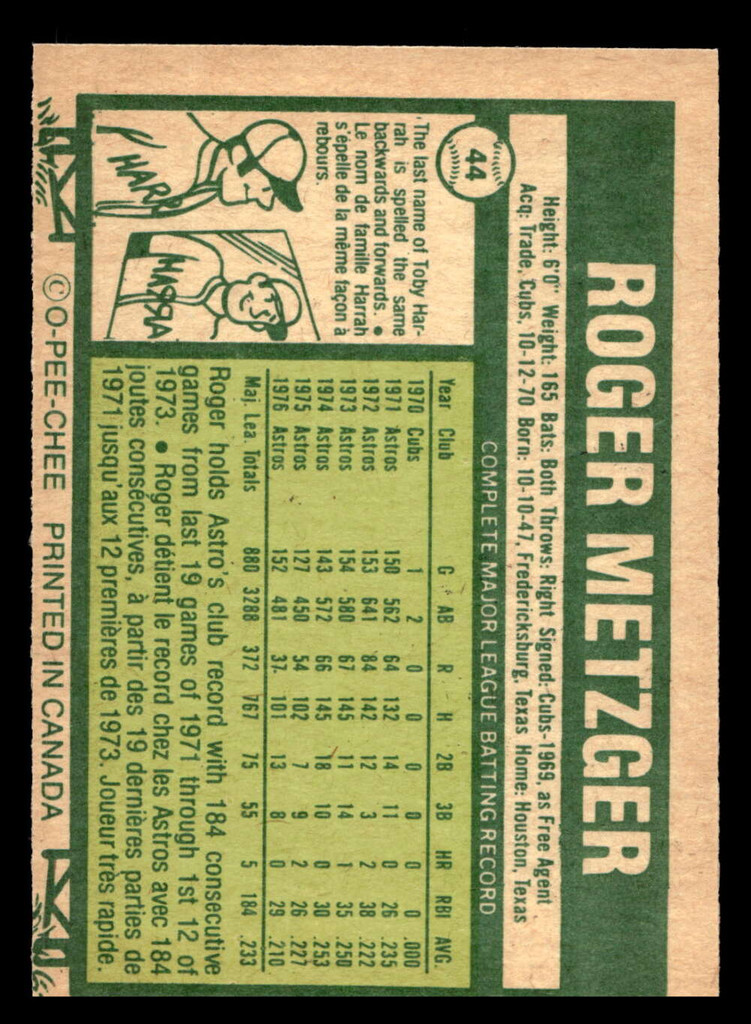 ROGER METZGER
Height: 6'0" Weight: 165 Bats: Both Throws: Right Signed: Cubs-1969, as Free Agent
Acq: Trade, Cubs, 10-12-70 Born: 10-10-47, Fredericksburg, Texas Home: Houston, Texas
44
COMPLETE MAJOR LEAGUE BATTING RECORD
The last name of Toby Har-
rah is spelled the same
backwards and forwards. •
Le nom de famille Harrah
s'épelle de la même façon à
rebours.
Year Club G AB R H 2B 3B HR RBI AVG.
1970 Cubs 1 2 0 0 0 0 0 0 .000
1971 Astros 150 562 64 132 14 11 0 26 .235
1972 Astros 153 641 84 142 12 3 2 38 .222
1973 Astros 154 580 67 145 11 14 1 35 .250
1974 Astros 143 572 66 145 18 10 0 30 .253
1975 Astros 127 450 54 102 7 9 2 26 .227
1976 Astros 152 481 37 101 13 8 0 29 .210
Maj. Lea. Totals 880 3288 372 767 75 55 5 184 .233
Roger holds Astro's club record with 184 consecutive
games from last 19 games of 1971 through 1st 12 of
1973. • Roger détient le record chez les Astros avec 184
joutes consécutives, à partir des 19 dernières parties de
1971 jusqu'aux 12 premières de 1973. Joueur très rapide.
© O-PEE-CHEE PRINTED IN CANADA